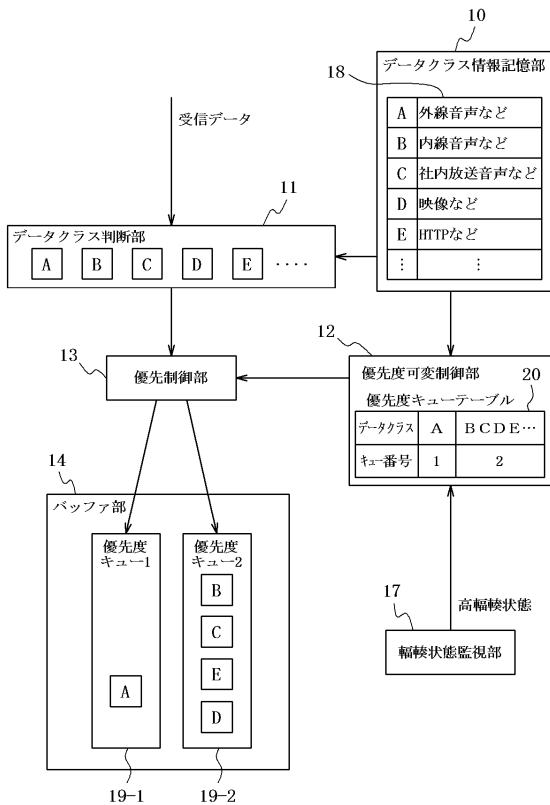 10
データクラス情報記憶部
18
A 外線音声など
B 内線音声など
C 社内放送音声など
D 映像など
E HTTPなど
⋮ ⋮
受信データ
11
データクラス判断部
A B C D E ････
12
優先度可変制御部
優先度キューテーブル
20
データクラス A BCDE…
キュー番号 1 2
13
優先制御部
14
バッファ部
優先度
キュー1
A
19-1
優先度
キュー2
B
C
E
D
19-2
高輻輳状態
17
輻輳状態監視部